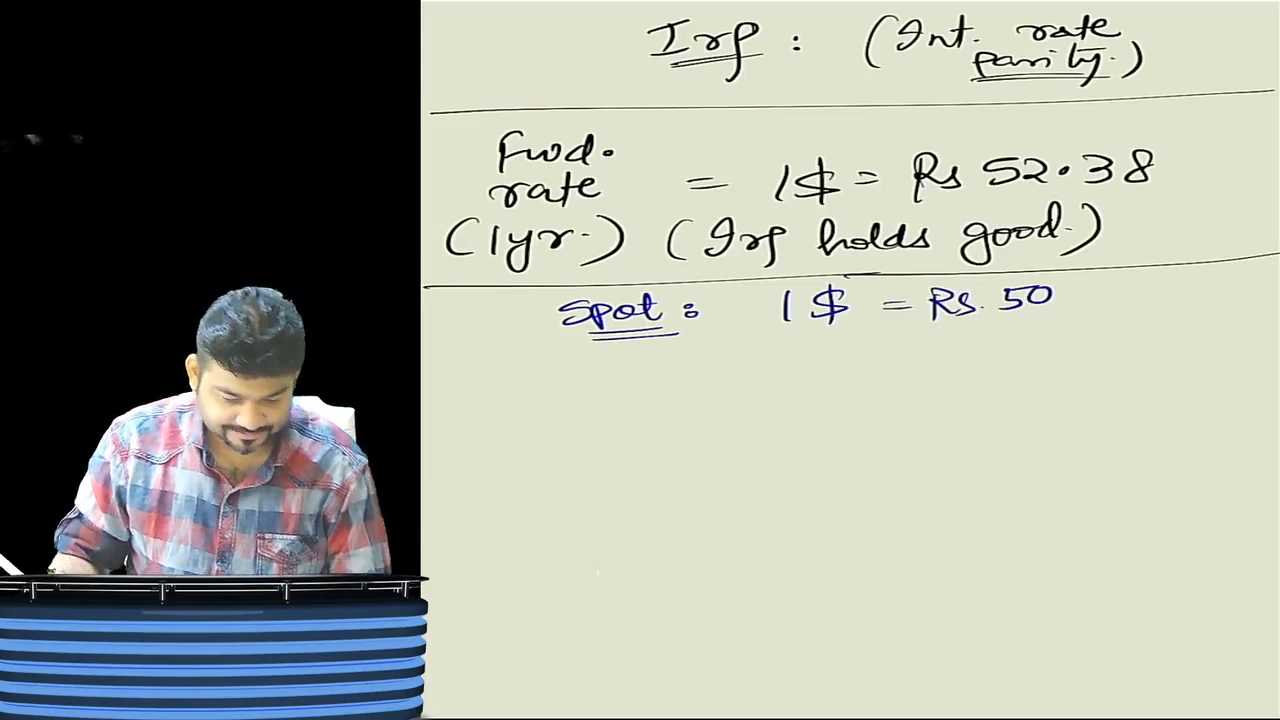 Irp : (Int. rate
parity.)
Fwd.
rate = 1$ = Rs 52.38
(1yr.) (Irp holds good.)
Spot : 1 $ = Rs. 50